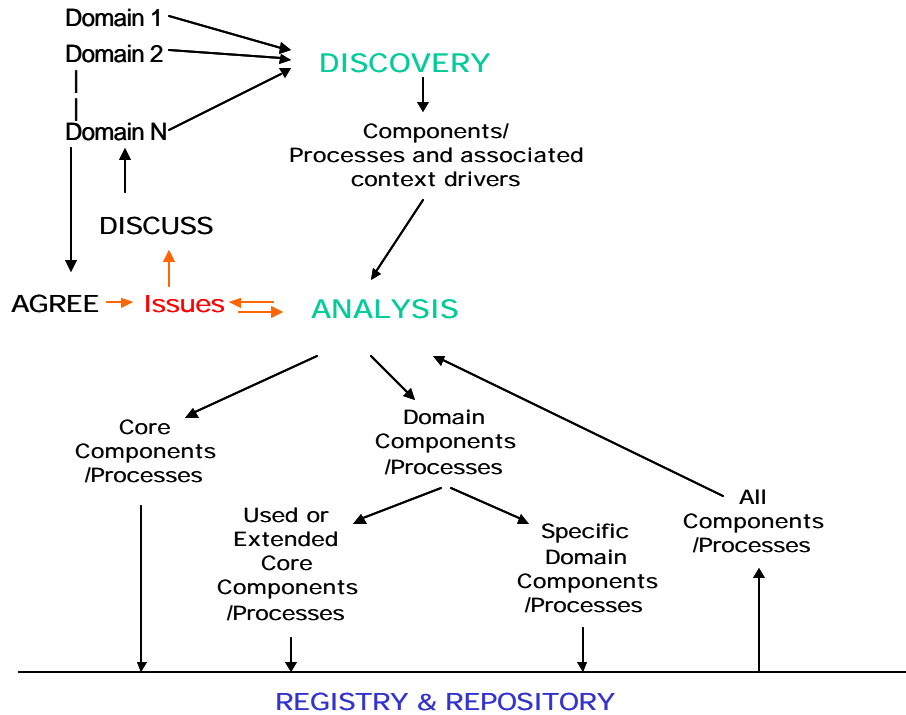 Domain 1
Domain 2
Domain N
DISCOVERY
Components/
Processes and associated
context drivers
DISCUSS
AGREE
Issues
ANALYSIS
Core
Components
/Processes
Domain
Components
/Processes
Used or
Extended
Core
Components
/Processes
Specific
Domain
Components
/Processes
All
Components
/Processes
REGISTRY & REPOSITORY